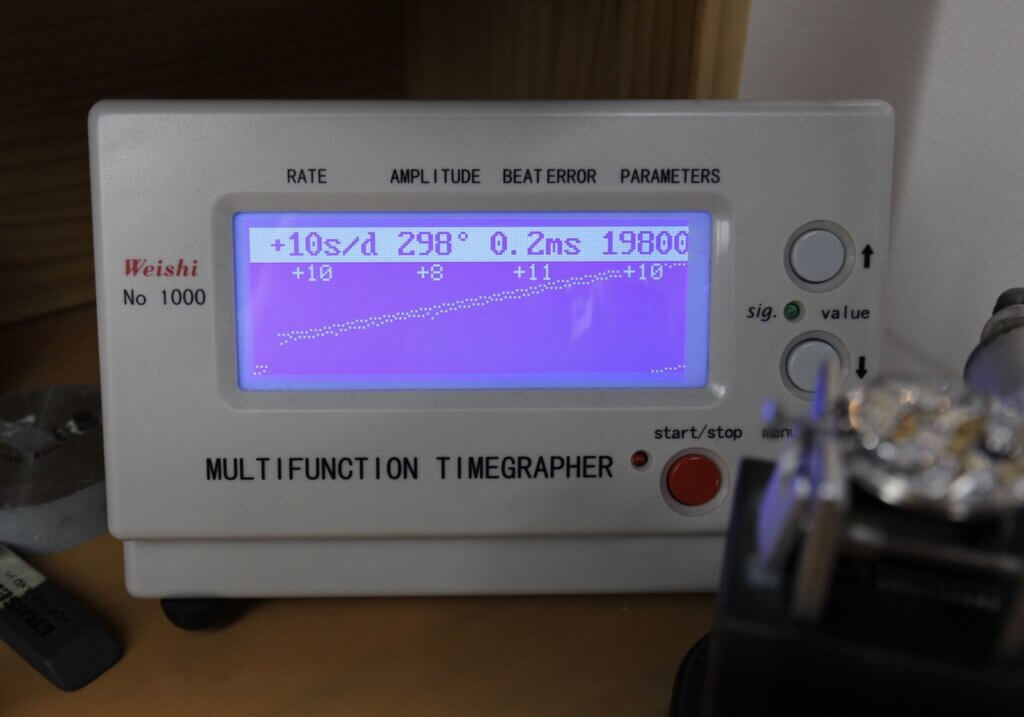 RATE AMPLITUDE BEAT ERROR PARAMETERS
+10s/d 298° 0.2ms 19800
+10 +8 +11 +10
Weishi
No 1000
sig. value
start/stop menu
MULTIFUNCTION TIMEGRAPHER